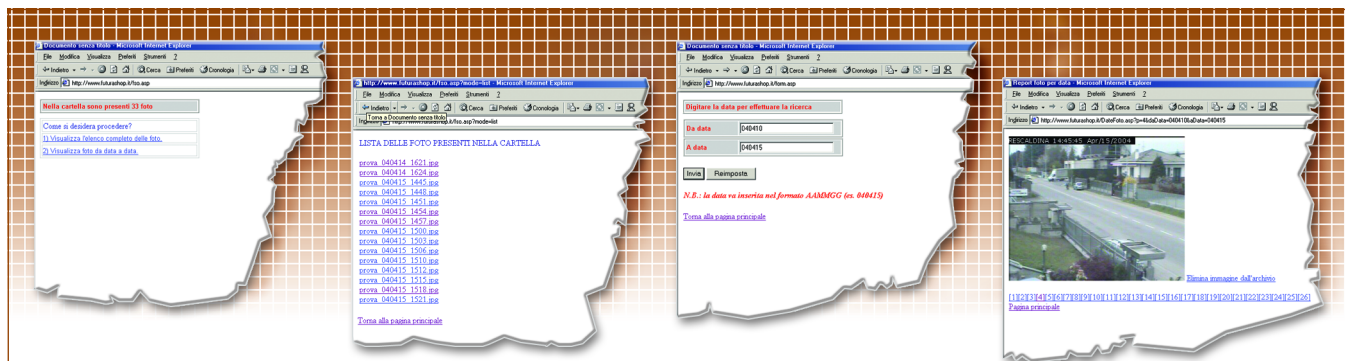 Documento senza titolo - Microsoft Internet Explorer
File Modifica Visualizza Preferiti Strumenti ?
Indietro Cerca Preferiti Cronologia
Indirizzo http://www.futurashop.it/fso.asp
Nella cartella sono presenti 33 foto
Come si desidera procedere?
1) Visualizza l'elenco completo delle foto.
2) Visualizza foto da data a data.
http://www.futurashop.it/fso.asp?mode=list - Microsoft Internet Explorer
File Modifica Visualizza Preferiti Strumenti ?
Indietro Cerca Preferiti Cronologia
Torna a Documento senza titolo
http://www.futurashop.it/fso.asp?mode=list
LISTA DELLE FOTO PRESENTI NELLA CARTELLA
prova_040414_1621.jpg
prova_040414_1624.jpg
prova_040415_1445.jpg
prova_040415_1448.jpg
prova_040415_1451.jpg
prova_040415_1454.jpg
prova_040415_1457.jpg
prova_040415_1500.jpg
prova_040415_1503.jpg
prova_040415_1506.jpg
prova_040415_1510.jpg
prova_040415_1512.jpg
prova_040415_1515.jpg
prova_040415_1518.jpg
prova_040415_1521.jpg
Torna alla pagina principale
Documento senza titolo - Microsoft Internet Explorer
File Modifica Visualizza Preferiti Strumenti ?
Indietro Cerca Preferiti Cronologia
Indirizzo http://www.futurashop.it/form.asp
Digitare la data per effettuare la ricerca
Da data 040410
A data 040415
Invia Reimposta
N.B.: la data va inserita nel formato AAMMGG (es. 040415)
Torna alla pagina principale
Report foto per data - Microsoft Internet Explorer
File Modifica Visualizza Preferiti Strumenti ?
Indietro Cerca Preferiti Cronologia
Indirizzo http://www.futurashop.it/DateFoto.asp?p=4&daData=040410&aData=040415
RESCALDINA 14:45:45 Apr/15/2004
Elimina immagine dall'archivio
[1][2][3][4][5][6][7][8][9][10][11][12][13][14][15][16][17][18][19][20][21][22][23][24][25][26]
Pagina principale